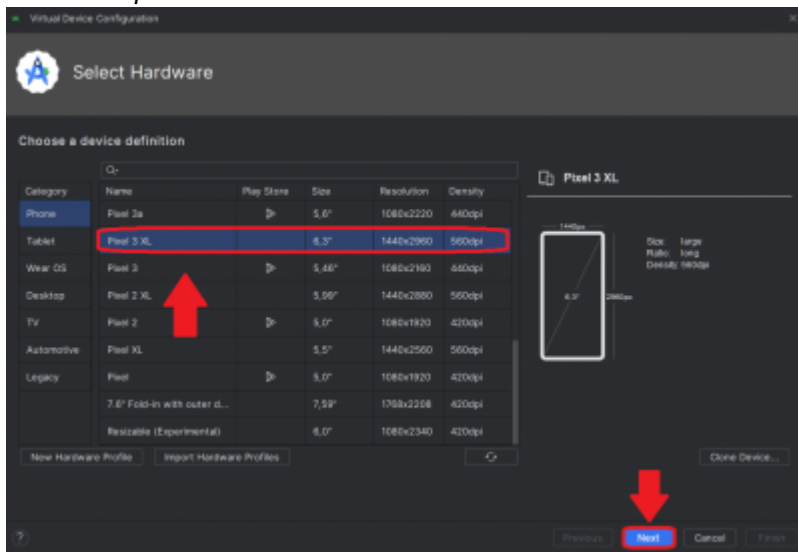 Virtual Device Configuration
Select Hardware
Choose a device definition
Category Name Play Store Size Resolution Density
Phone Pixel 3a 5,6" 1080x2220 440dpi
Tablet Pixel 3 XL 6,3" 1440x2960 560dpi
Wear OS Pixel 3 5,46" 1080x2160 440dpi
Desktop Pixel 2 XL 5,99" 1440x2880 560dpi
TV Pixel 2 5,0" 1080x1920 420dpi
Automotive Pixel XL 5,5" 1440x2560 560dpi
Legacy Pixel 5,0" 1080x1920 420dpi
7.6" Fold-in with outer d... 7,59" 1768x2208 420dpi
Resizable (Experimental) 6,0" 1080x2340 420dpi
New Hardware Profile Import Hardware Profiles
Pixel 3 XL
1440px
6,3" 2960px
Size: large
Ratio: long
Density: 560dpi
Clone Device...
? Previous Next Cancel Finish